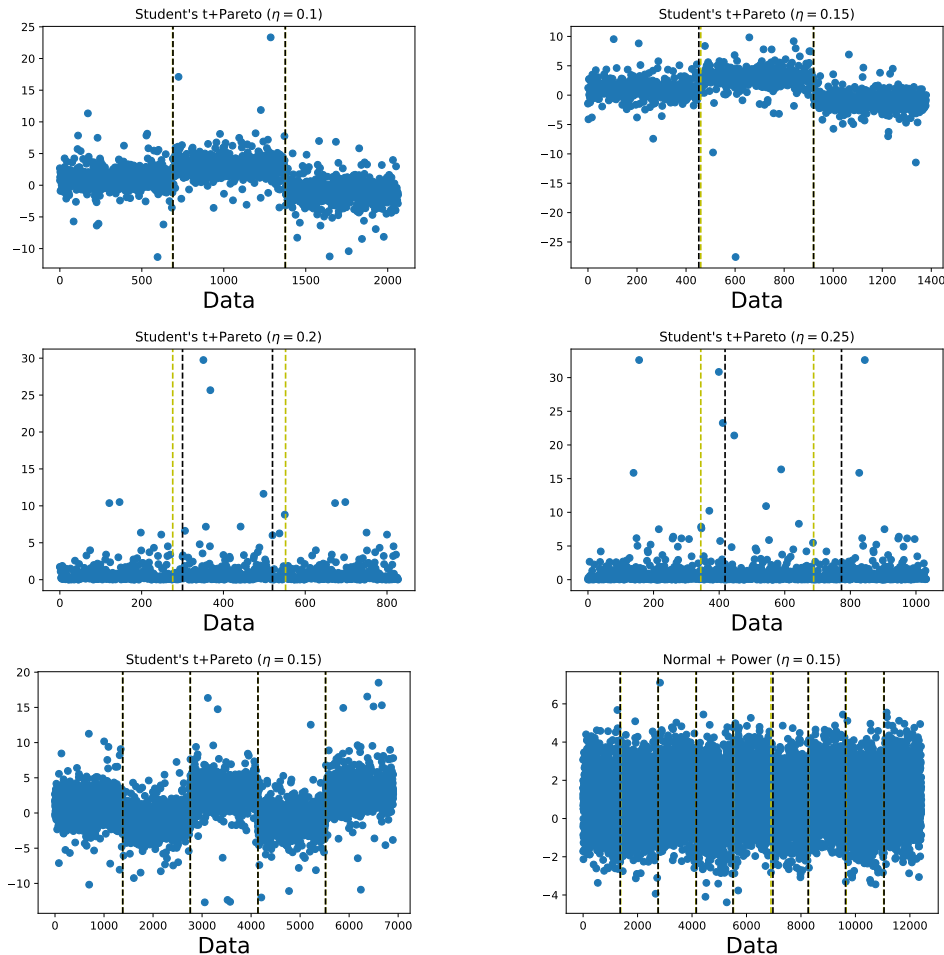 Student's t+Pareto (η = 0.1)
25
20
15
10
5
0
−5
−10
0 500 1000 1500 2000
Data
Student's t+Pareto (η = 0.15)
10
5
0
−5
−10
−15
−20
−25
0 200 400 600 800 1000 1200 1400
Data
Student's t+Pareto (η = 0.2)
30
25
20
15
10
5
0
0 200 400 600 800
Data
Student's t+Pareto (η = 0.25)
30
25
20
15
10
5
0
0 200 400 600 800 1000
Data
Student's t+Pareto (η = 0.15)
20
15
10
5
0
−5
−10
0 1000 2000 3000 4000 5000 6000 7000
Data
Normal + Power (η = 0.15)
6
4
2
0
−2
−4
0 2000 4000 6000 8000 10000 12000
Data